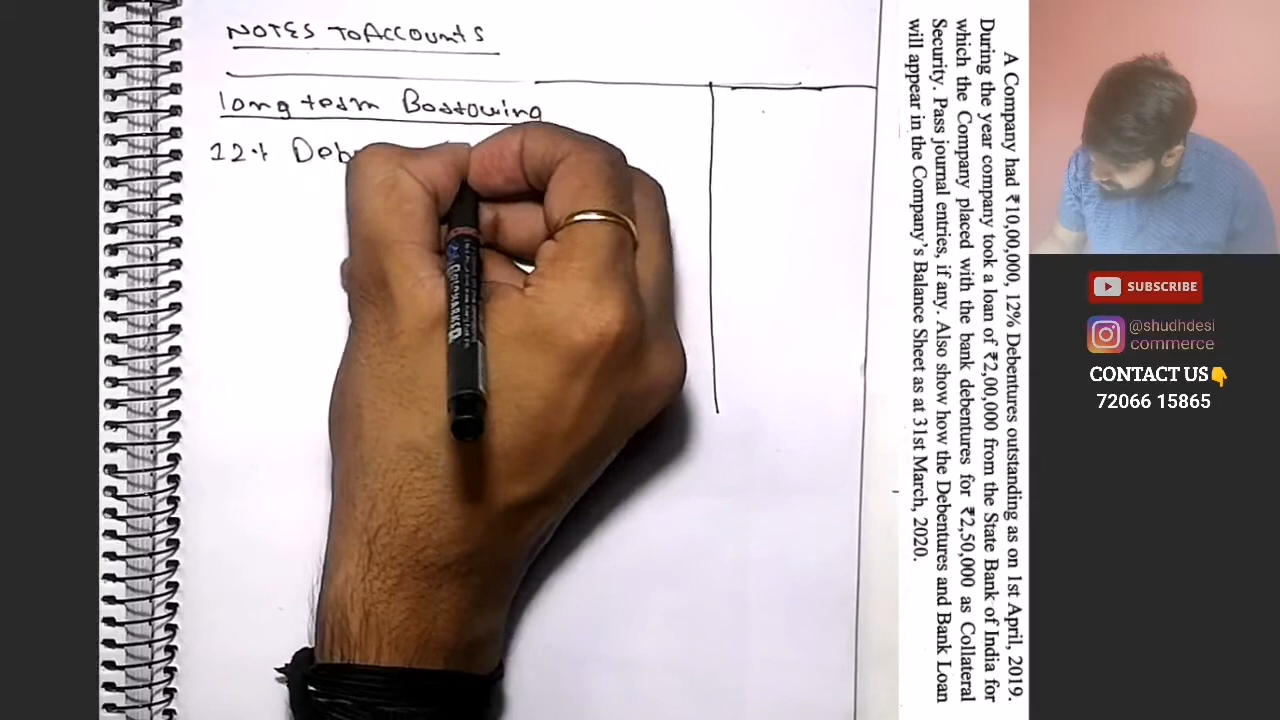 NOTES To ACCOUNTS
long term Borrowing
12%
A Company had ₹10,00,000, 12% Debentures outstanding as on 1st April, 2019.
During the year company took a loan of ₹2,00,000 from the State Bank of India for
which the Company placed with the bank debentures for ₹2,50,000 as Collateral
Security. Pass journal entries, if any. Also show how the Debentures and Bank Loan
will appear in the Company's Balance Sheet as at 31st March, 2020.
SUBSCRIBE
@shudhdesi
commerce
CONTACT US👇
72066 15865